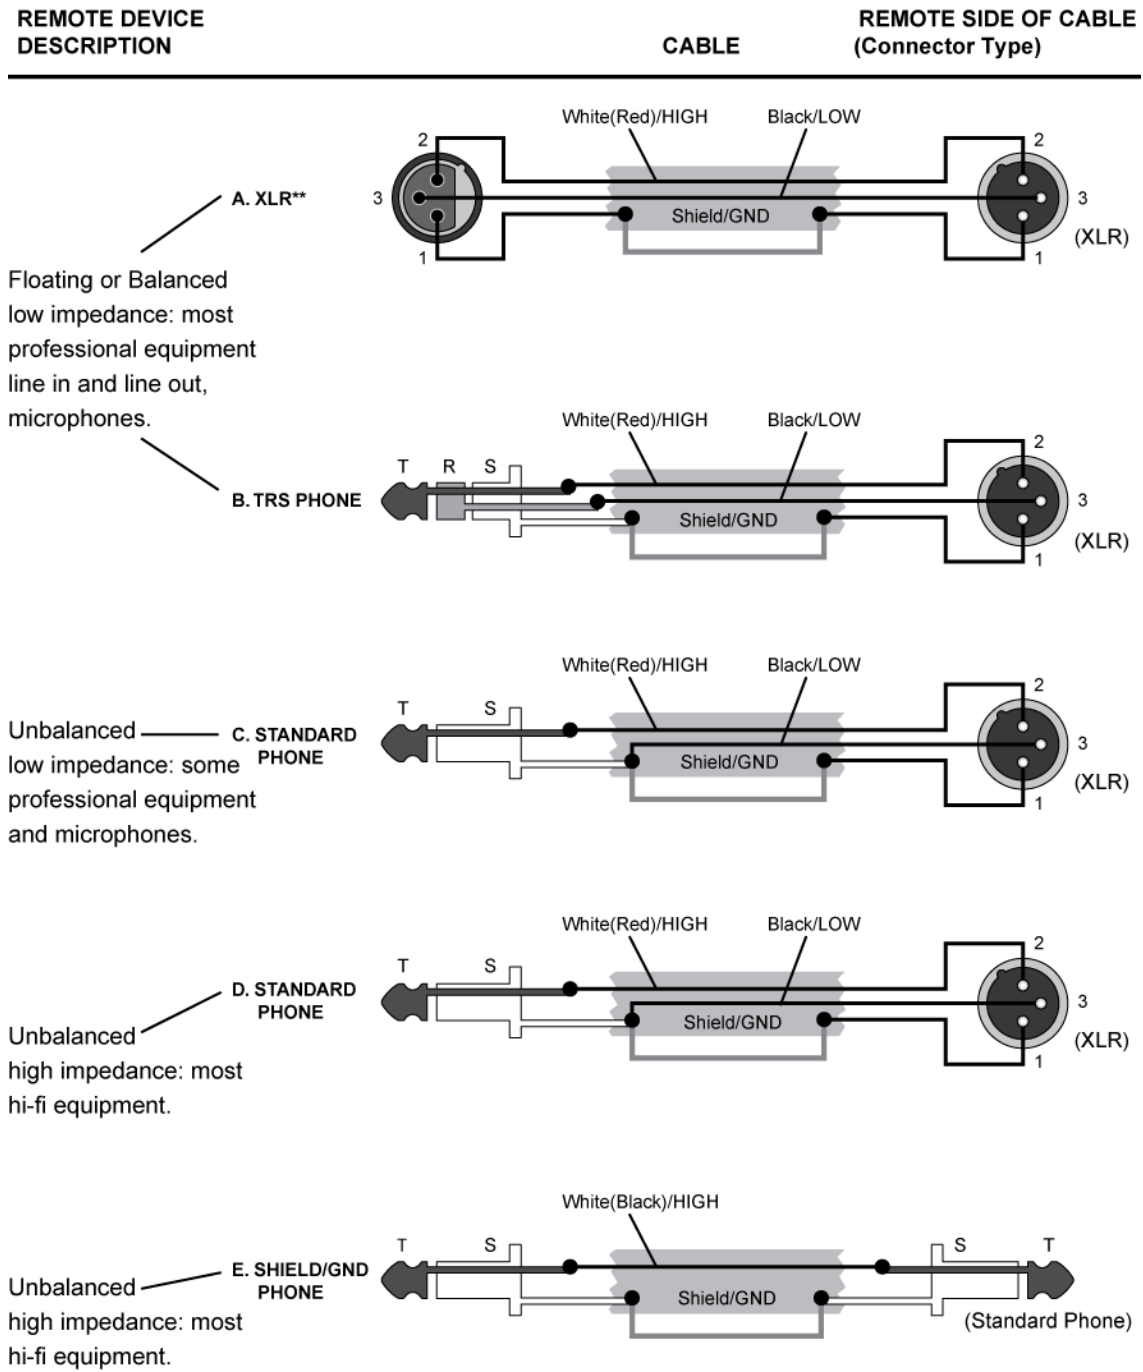 REMOTE DEVICE
DESCRIPTION
CABLE
REMOTE SIDE OF CABLE
(Connector Type)
White(Red)/HIGH
Black/LOW
2
2
A. XLR**
3
3
Shield/GND
(XLR)
1
1
Floating or Balanced
low impedance: most
professional equipment
line in and line out,
microphones.
White(Red)/HIGH
Black/LOW
2
T R S
B. TRS PHONE
3
Shield/GND
(XLR)
1
White(Red)/HIGH
Black/LOW
2
T S
Unbalanced
low impedance: some
professional equipment
and microphones.
C. STANDARD
PHONE
3
Shield/GND
(XLR)
1
White(Red)/HIGH
Black/LOW
2
T S
D. STANDARD
PHONE
3
Shield/GND
(XLR)
1
Unbalanced
high impedance: most
hi-fi equipment.
White(Black)/HIGH
T S
S T
E. SHIELD/GND
PHONE
Shield/GND
(Standard Phone)
Unbalanced
high impedance: most
hi-fi equipment.